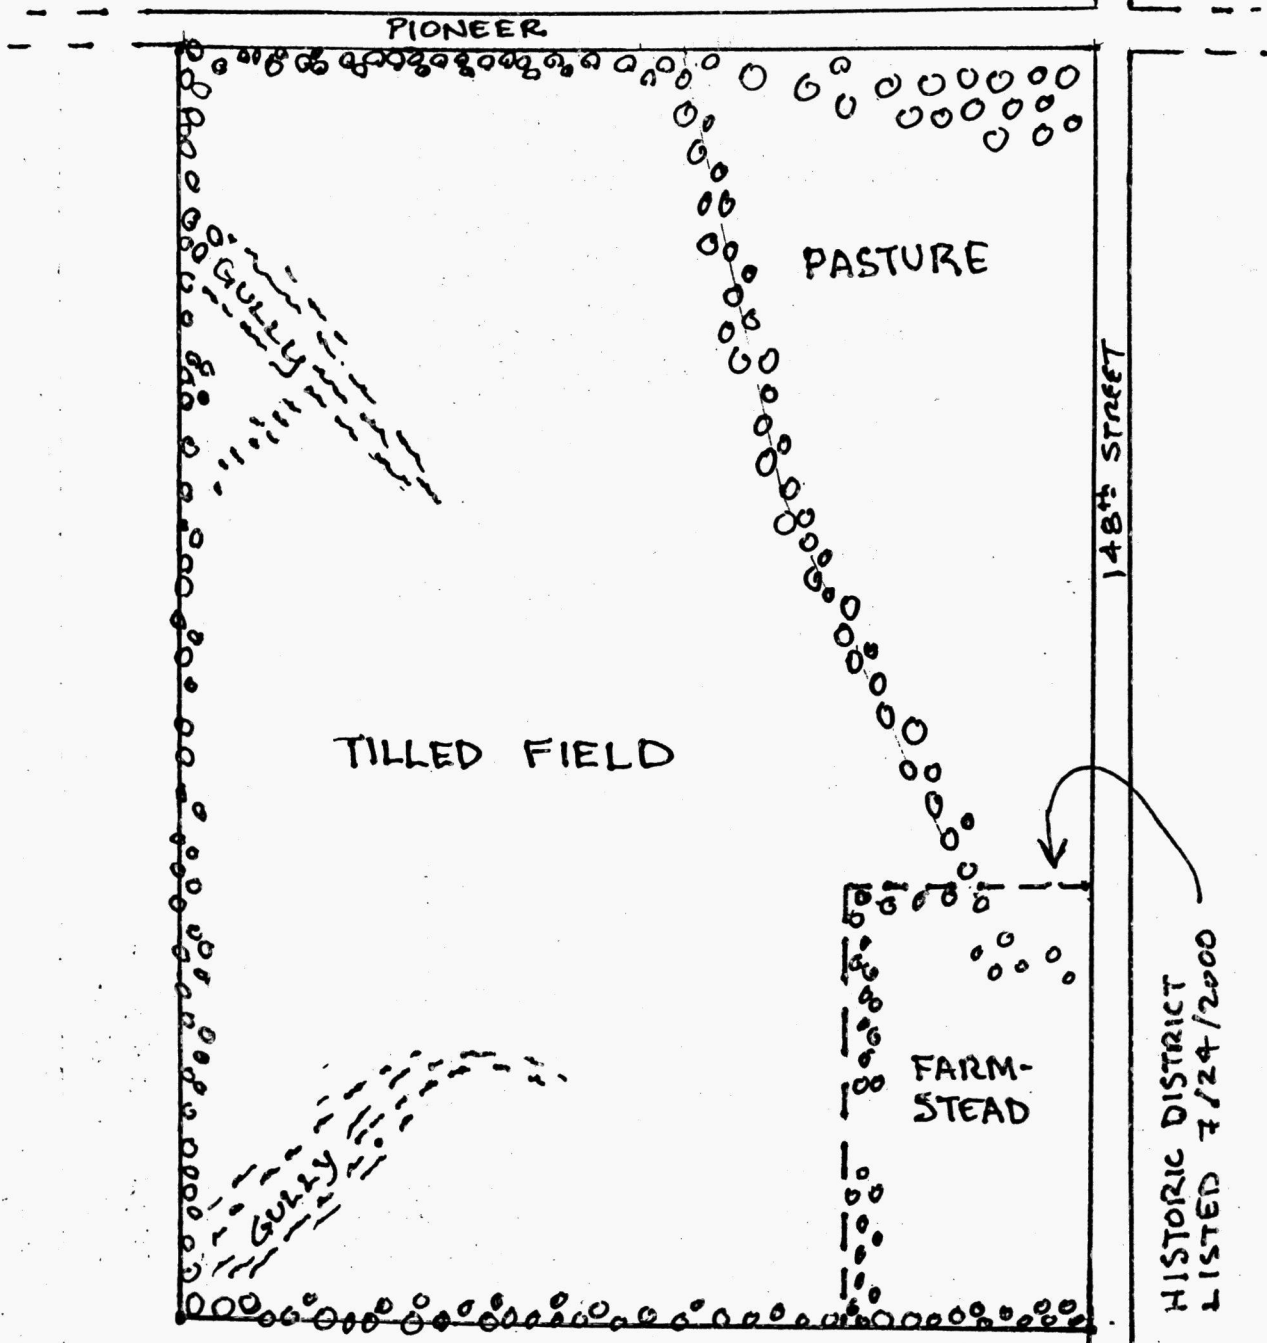 PIONEER
PASTURE
GULLY
148th STREET
TILLED FIELD
FARM-
STEAD
GULLY
HISTORIC DISTRICT
LISTED 7/24/2000